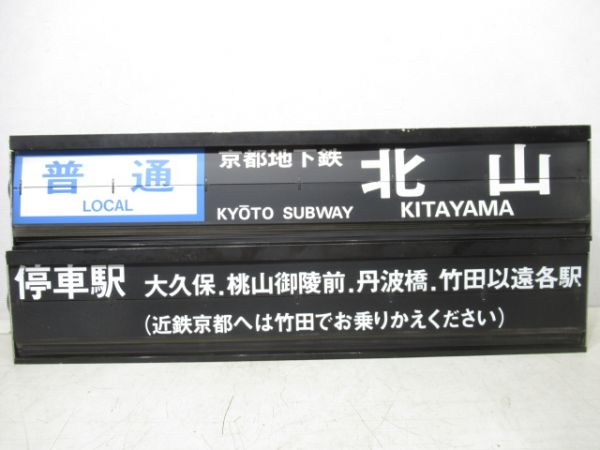 普通 京都地下鉄 北山
LOCAL KYŌTO SUBWAY KITAYAMA
停車駅 大久保.桃山御陵前.丹波橋.竹田以遠各駅
(近鉄京都へは竹田でお乗りかえください)